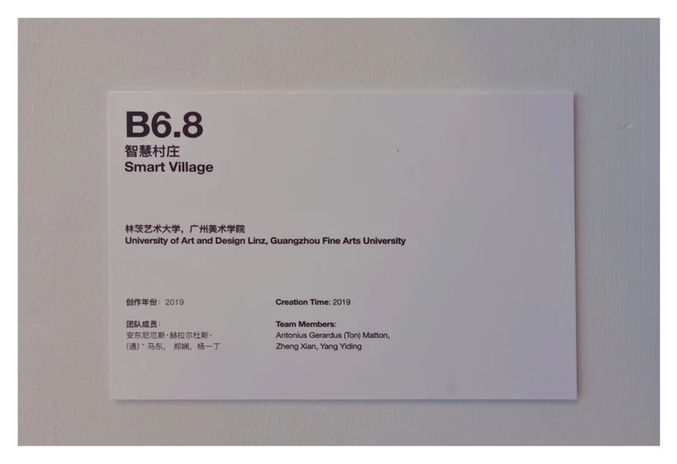 B6.8
智慧村庄
Smart Village
林茨艺术大学，广州美术学院
University of Art and Design Linz, Guangzhou Fine Arts University
创作年份：2019
Creation Time: 2019
团队成员：
安东尼厄斯·赫拉尔杜斯·
(通)·马东， 郑娴，杨一丁
Team Members:
Antonius Gerardus (Ton) Matton,
Zheng Xian, Yang Yiding